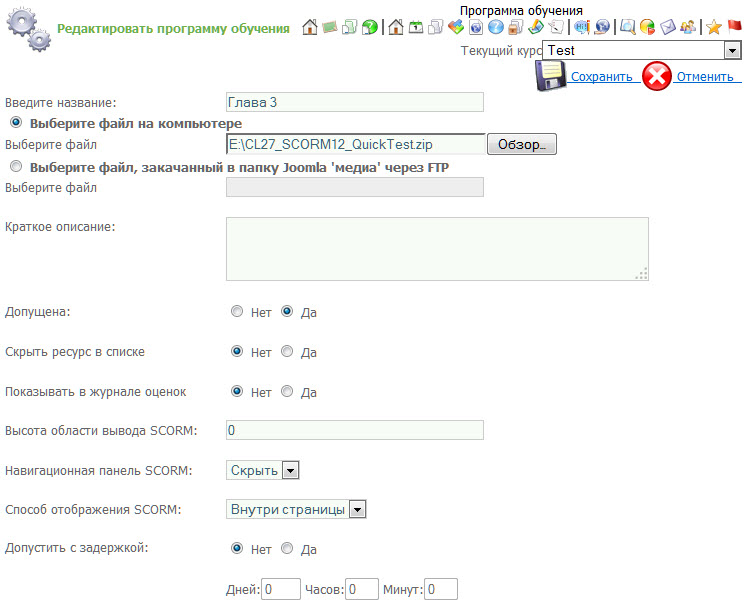 Программа обучения
Редактировать программу обучения
Текущий курс Test
Сохранить Отменить
Введите название: Глава 3
Выберите файл на компьютере
Выберите файл E:\CL27_SCORM12_QuickTest.zip Обзор...
Выберите файл, закачанный в папку Joomla 'медиа' через FTP
Выберите файл
Краткое описание:
Допущена: Нет Да
Скрыть ресурс в списке Нет Да
Показывать в журнале оценок Нет Да
Высота области вывода SCORM: 0
Навигационная панель SCORM: Скрыть
Способ отображения SCORM: Внутри страницы
Допустить с задержкой: Нет Да
Дней: 0 Часов: 0 Минут: 0